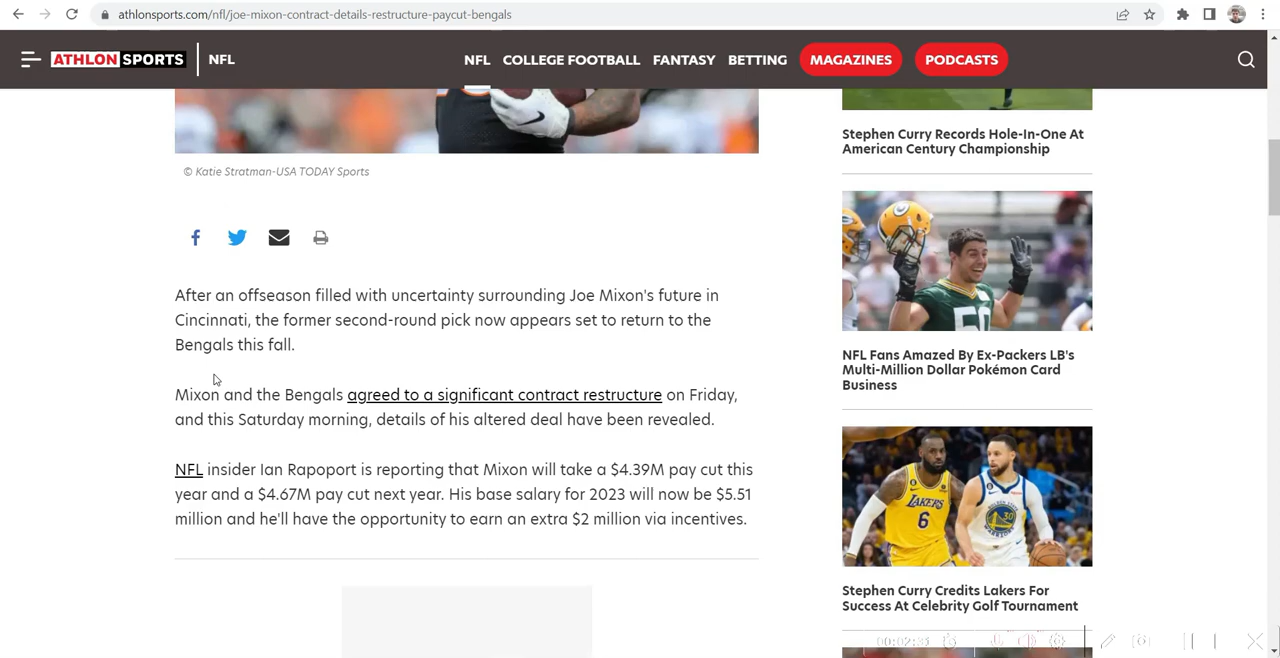 athlonsports.com/nfl/joe-mixon-contract-details-restructure-paycut-bengals
ATHLON SPORTS
NFL
NFL
COLLEGE FOOTBALL
FANTASY
BETTING
MAGAZINES
PODCASTS
© Katie Stratman-USA TODAY Sports
After an offseason filled with uncertainty surrounding Joe Mixon's future in
Cincinnati, the former second-round pick now appears set to return to the
Bengals this fall.
Mixon and the Bengals agreed to a significant contract restructure on Friday,
and this Saturday morning, details of his altered deal have been revealed.
NFL insider Ian Rapoport is reporting that Mixon will take a $4.39M pay cut this
year and a $4.67M pay cut next year. His base salary for 2023 will now be $5.51
million and he'll have the opportunity to earn an extra $2 million via incentives.
Stephen Curry Records Hole-In-One At
American Century Championship
NFL Fans Amazed By Ex-Packers LB's
Multi-Million Dollar Pokémon Card
Business
LAKERS
6
30
Stephen Curry Credits Lakers For
Success At Celebrity Golf Tournament